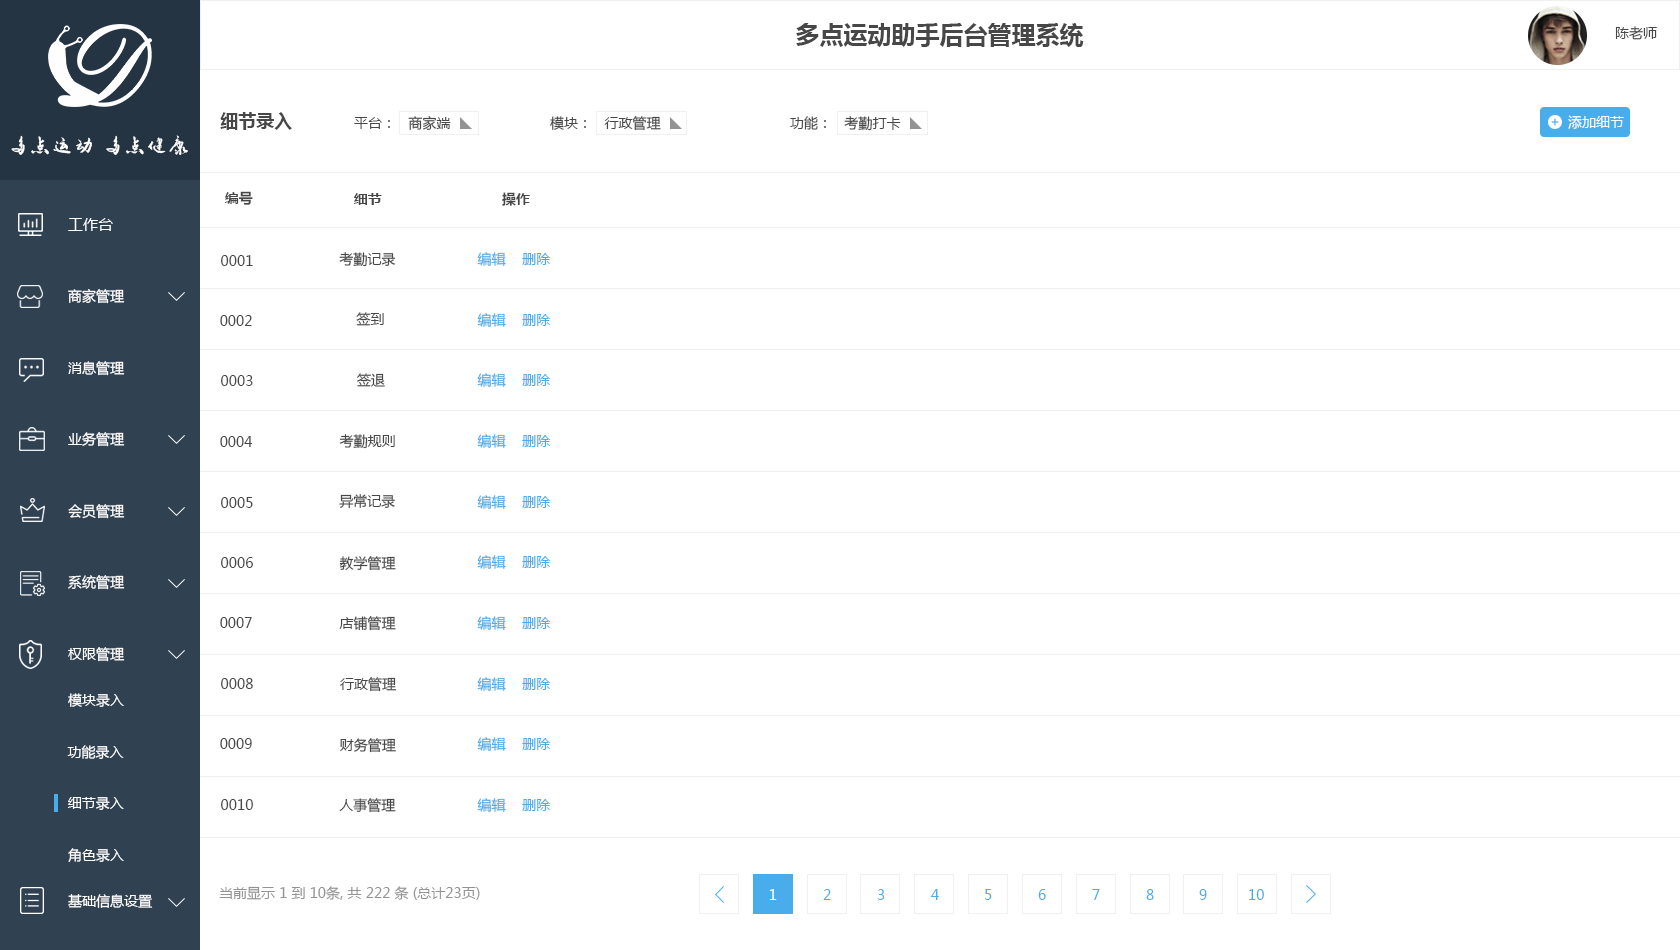 多点运动 多点健康
多点运动助手后台管理系统
陈老师
工作台
商家管理
消息管理
业务管理
会员管理
系统管理
权限管理
模块录入
功能录入
细节录入
角色录入
基础信息设置
细节录入 平台： 商家端 模块： 行政管理 功能： 考勤打卡 添加细节
编号 细节 操作
0001 考勤记录 编辑 删除
0002 签到 编辑 删除
0003 签退 编辑 删除
0004 考勤规则 编辑 删除
0005 异常记录 编辑 删除
0006 教学管理 编辑 删除
0007 店铺管理 编辑 删除
0008 行政管理 编辑 删除
0009 财务管理 编辑 删除
0010 人事管理 编辑 删除
当前显示 1 到 10条, 共 222 条 (总计23页) 1 2 3 4 5 6 7 8 9 10